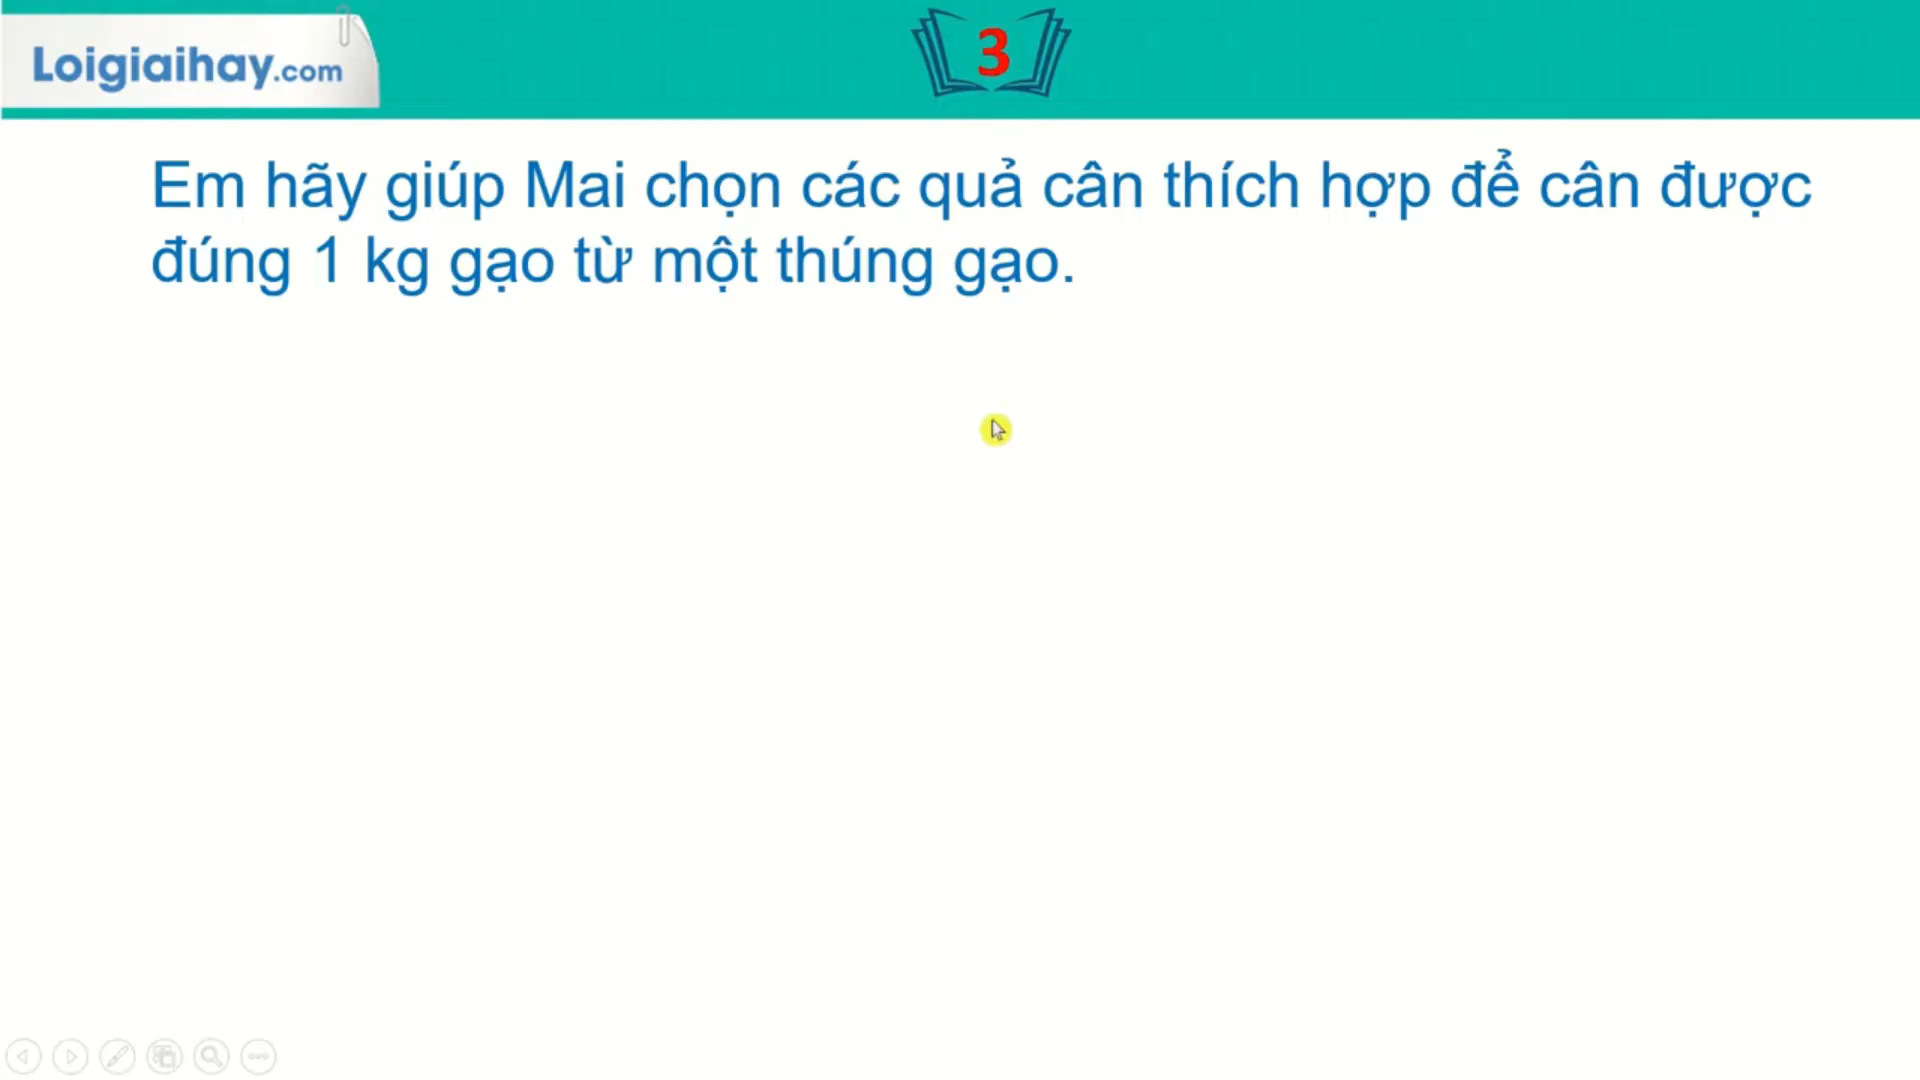 Loigiaihay.com
3
Em hãy giúp Mai chọn các quả cân thích hợp để cân được
đúng 1 kg gạo từ một thúng gạo.